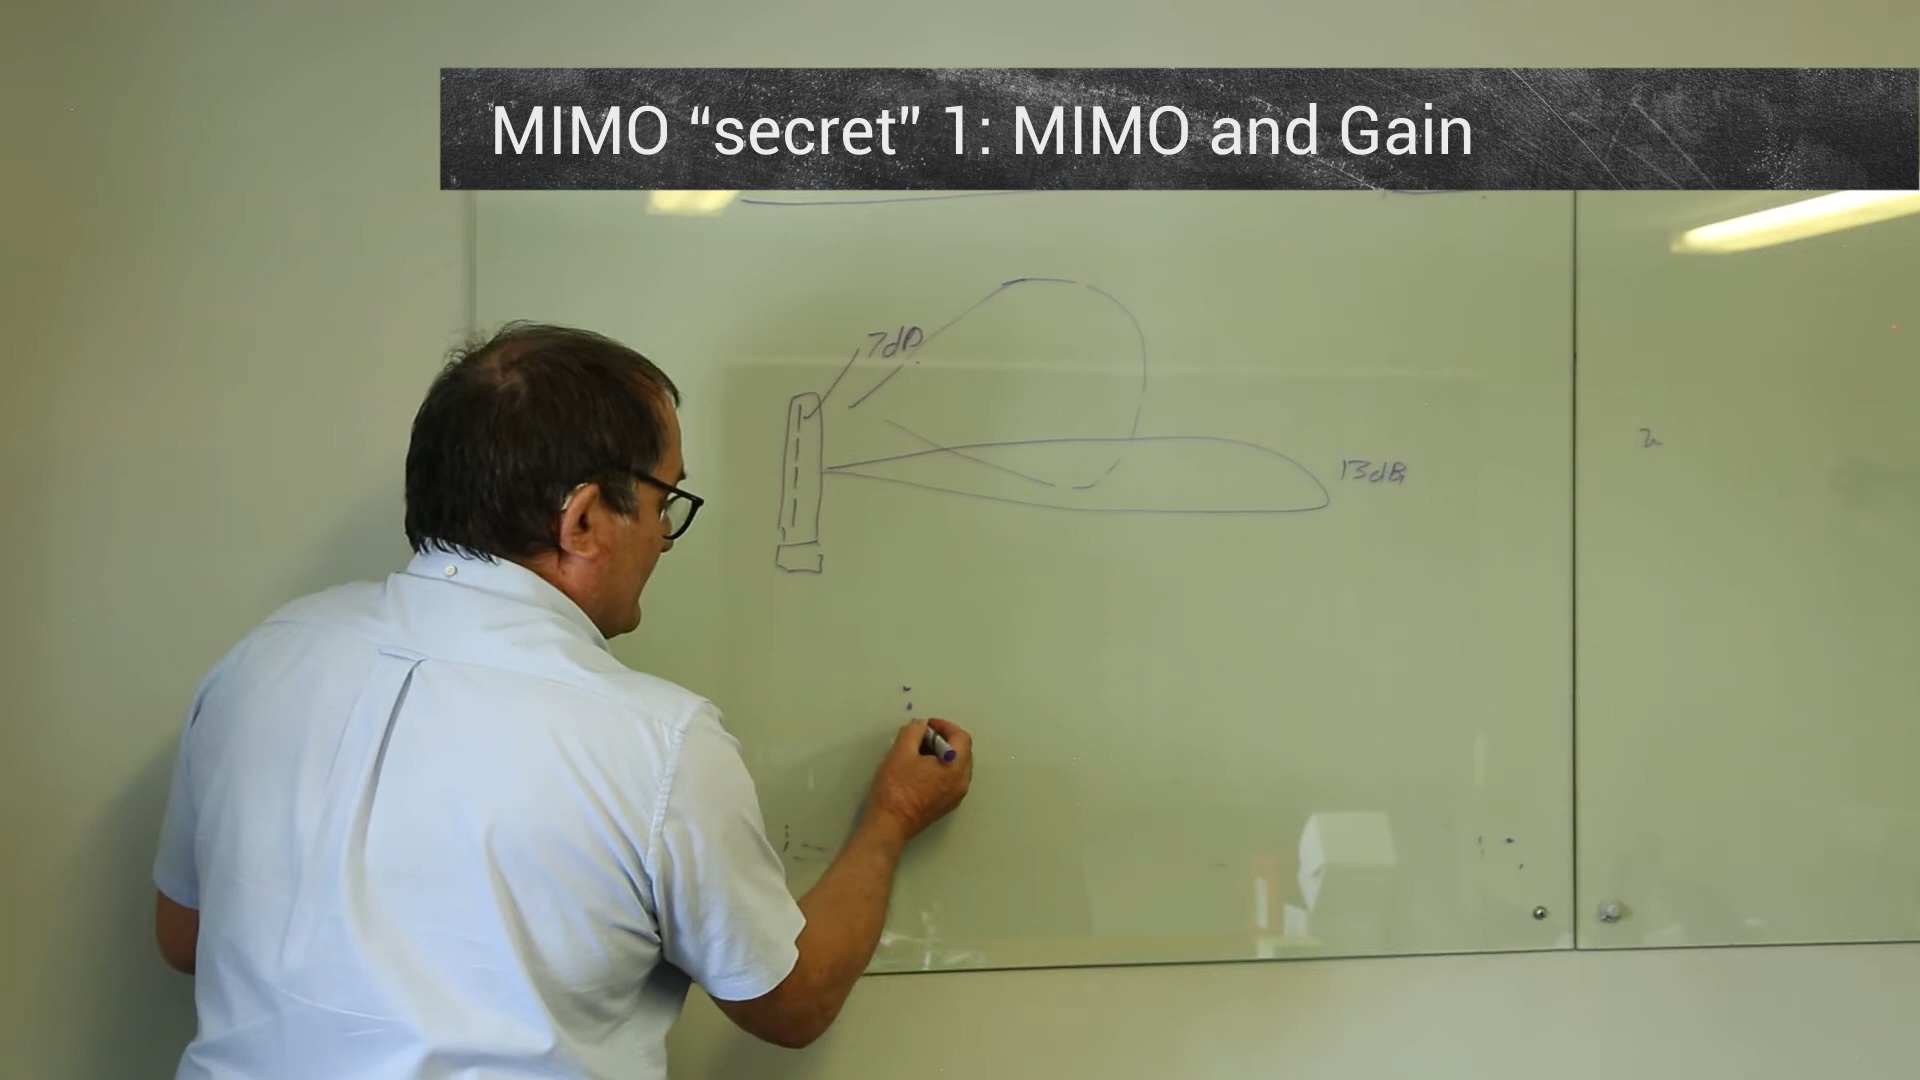 MIMO “secret” 1: MIMO and Gain
7dB
13dB